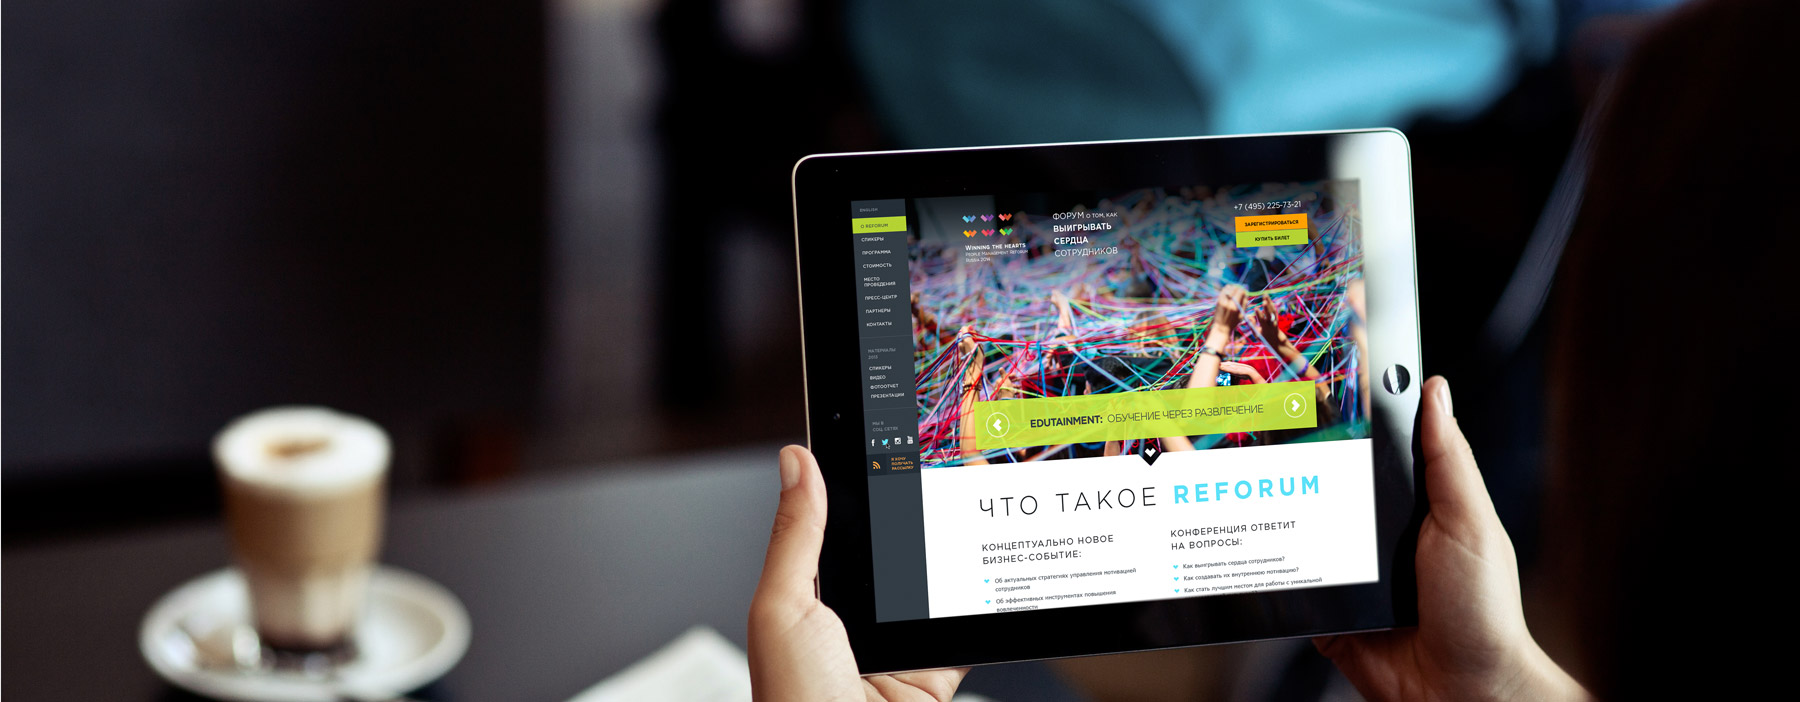 ENGLISH
О REFORUM
СПИКЕРЫ
ПРОГРАММА
СТОИМОСТЬ
МЕСТО
ПРОВЕДЕНИЯ
ПРЕСС-ЦЕНТР
ПАРТНЕРЫ
КОНТАКТЫ
МАТЕРИАЛЫ
СПИКЕРЫ
ВИДЕО
ФОТООТЧЕТ
ПРЕЗЕНТАЦИИ
МЫ В
СОЦ. СЕТЯХ
Я ХОЧУ
ПОЛУЧАТЬ
РАССЫЛКУ
WINNING THE HEARTS
PEOPLE MANAGEMENT REFORUM
ФОРУМ О ТОМ, КАК
ВЫИГРЫВАТЬ
СЕРДЦА
СОТРУДНИКОВ
+7 (495) 225-73-21
ЗАРЕГИСТРИРОВАТЬСЯ
КУПИТЬ БИЛЕТ
EDUTAINMENT: ОБУЧЕНИЕ ЧЕРЕЗ РАЗВЛЕЧЕНИЕ
ЧТО ТАКОЕ REFORUM
КОНЦЕПТУАЛЬНО НОВОЕ
БИЗНЕС-СОБЫТИЕ:
Об актуальных стратегиях управления мотивацией
сотрудников
Об эффективных инструментах повышения
вовлеченности
КОНФЕРЕНЦИЯ ОТВЕТИТ
НА ВОПРОСЫ:
Как выигрывать сердца сотрудников?
Как создавать их внутреннюю мотивацию?
Как стать лучшим местом для работы с уникальной